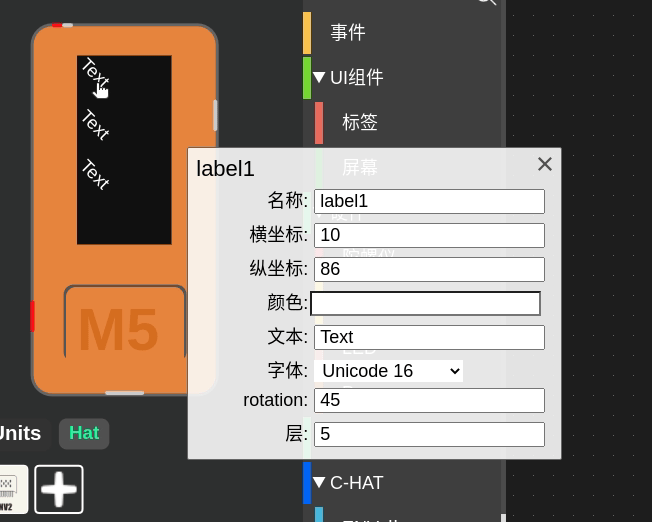 事件
UI组件
标签
屏幕
Text
Text
Text
label1
名称: label1
横坐标: 10
纵坐标: 86
颜色:
文本: Text
字体: Unicode 16
rotation: 45
层: 5
M5
Units
Hat
C-HAT
NV2